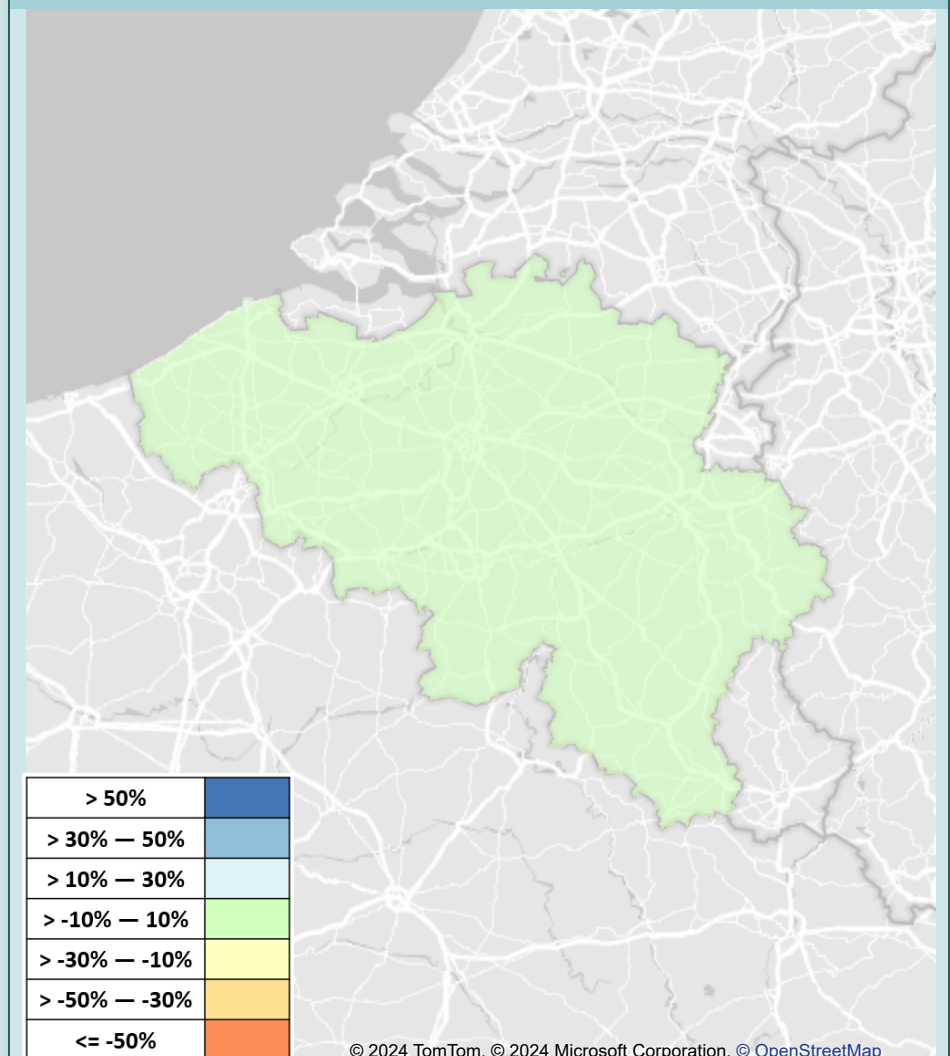 > 50%
> 30% — 50%
> 10% — 30%
> -10% — 10%
> -30% — -10%
> -50% — -30%
<= -50%
© 2024 TomTom, © 2024 Microsoft Corporation, © OpenStreetMap